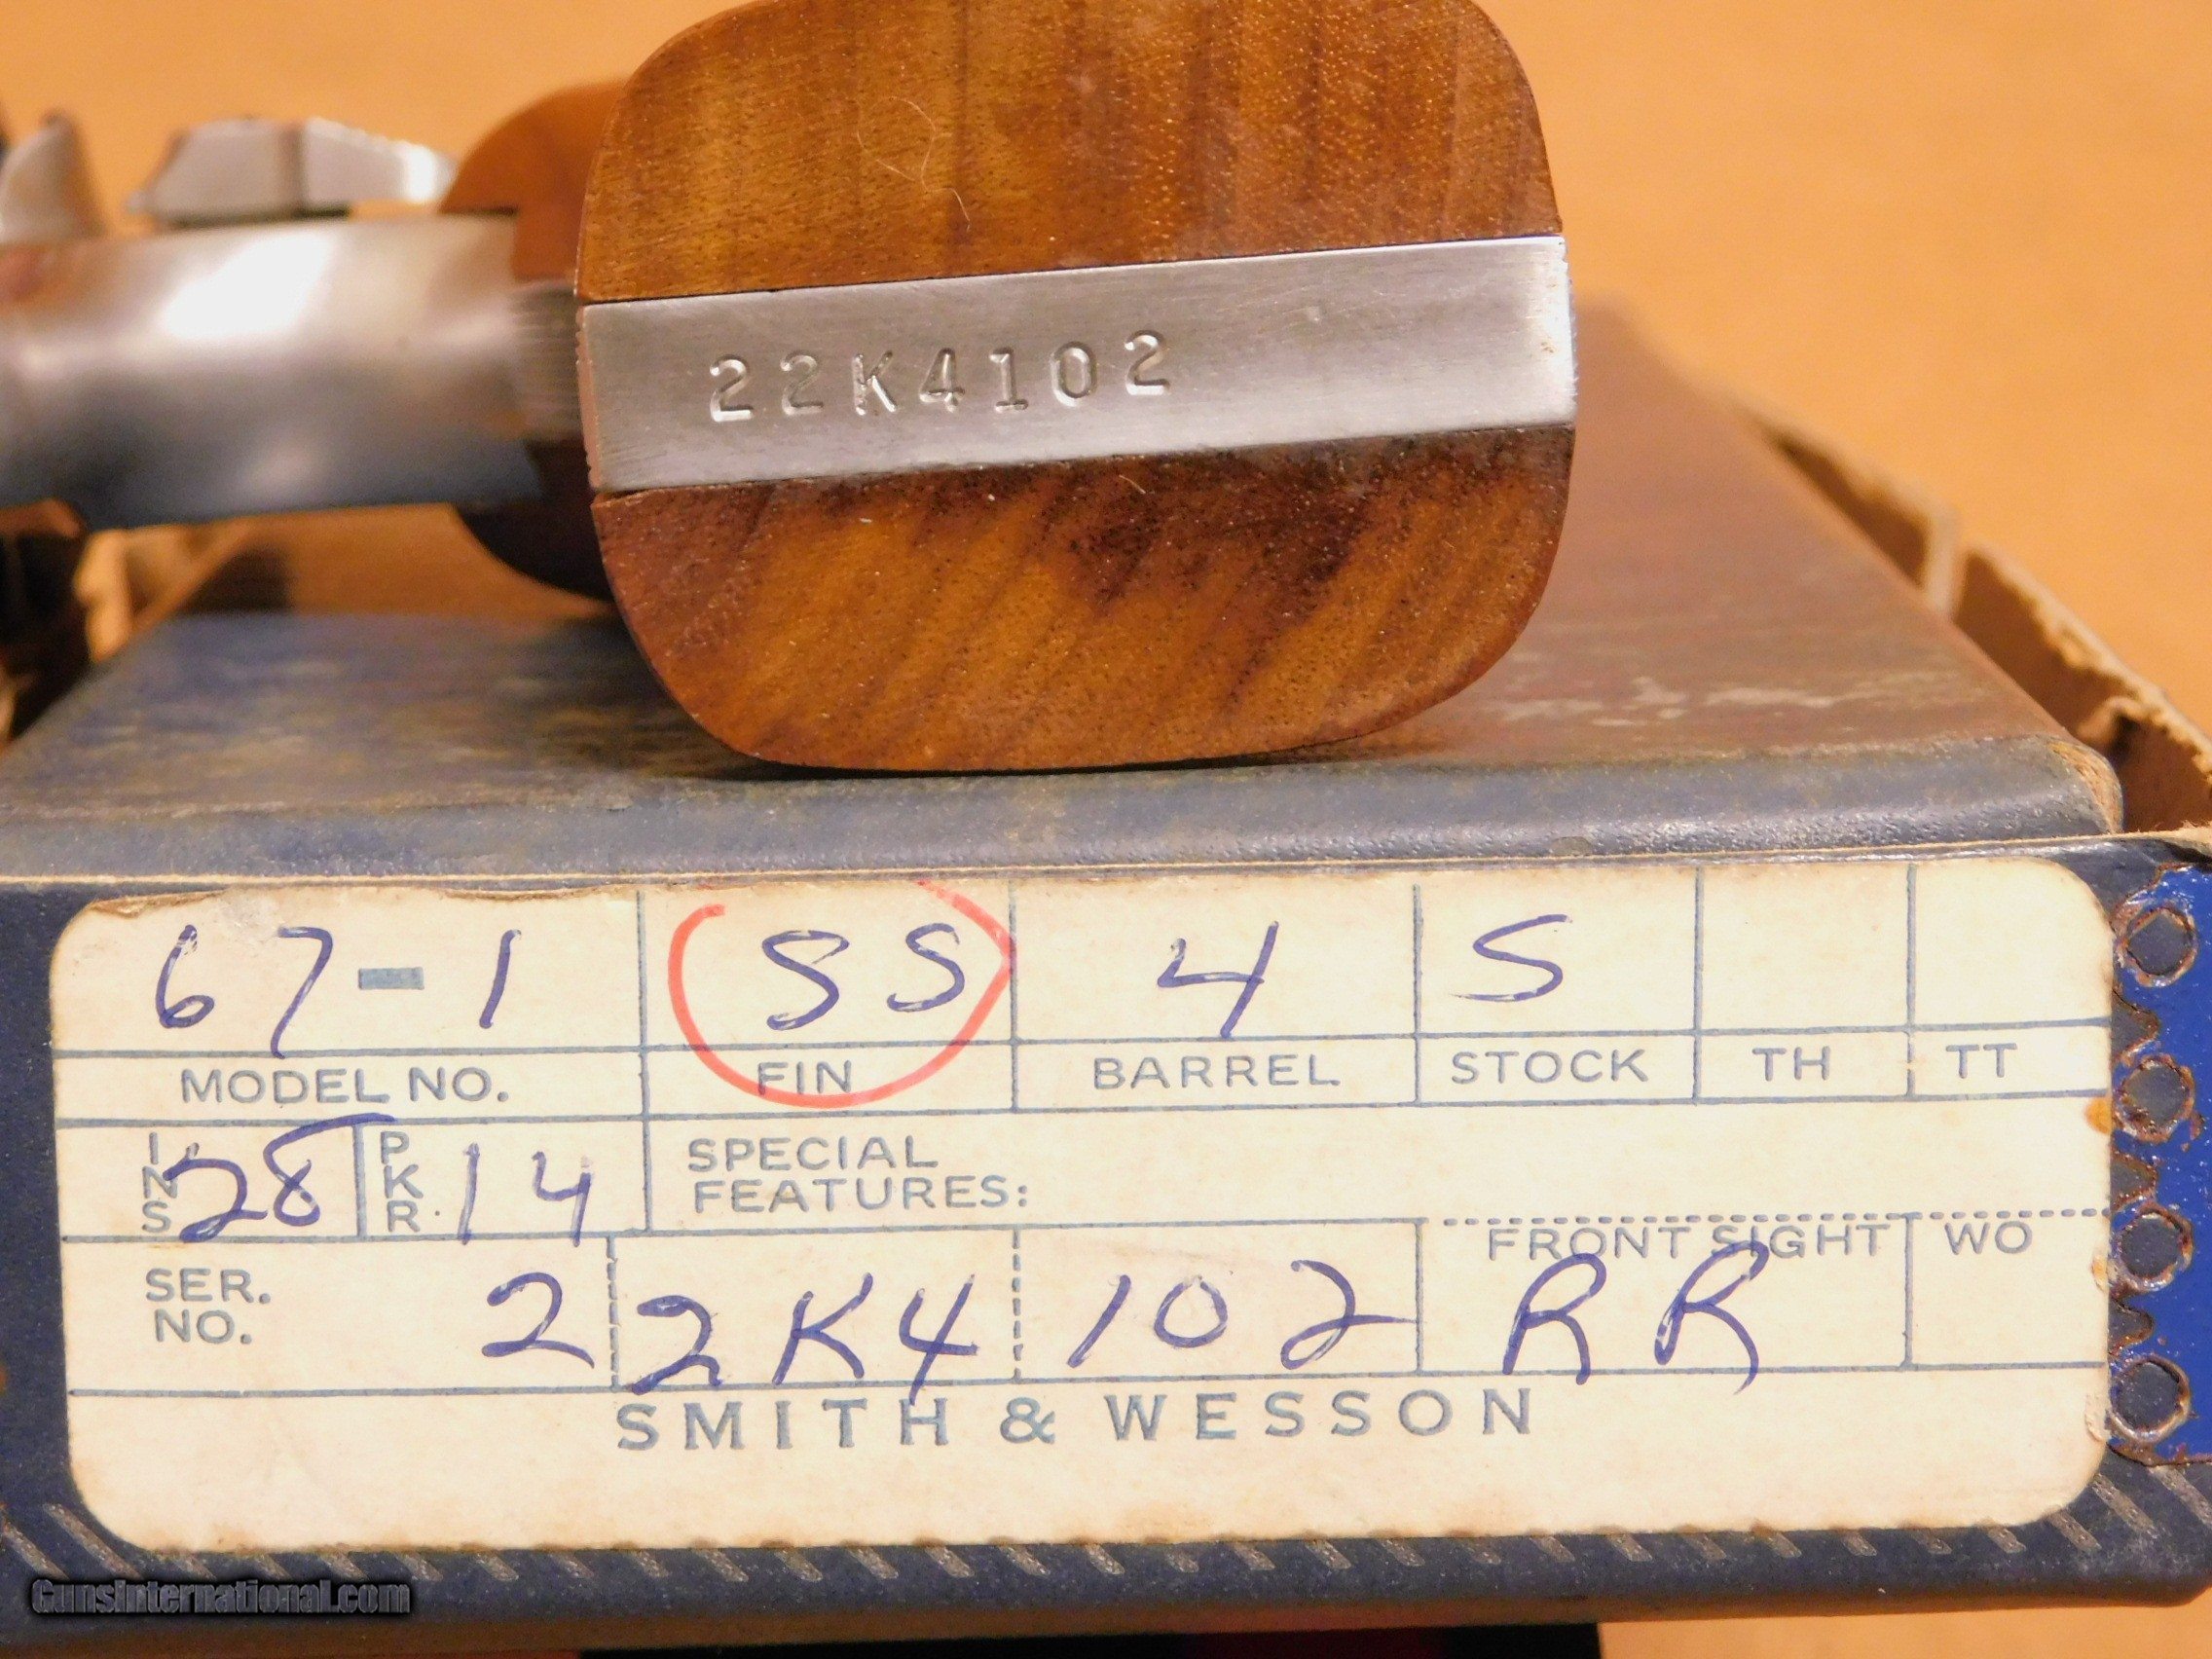 22K4102
67-1 SS 4 S
MODEL NO. FIN BARREL STOCK TH TT
INS 28 PKR. 14 SPECIAL FEATURES:
FRONT SIGHT WO
SER. NO. 2 2K4 102 RR
SMITH & WESSON
GunsInternational.com